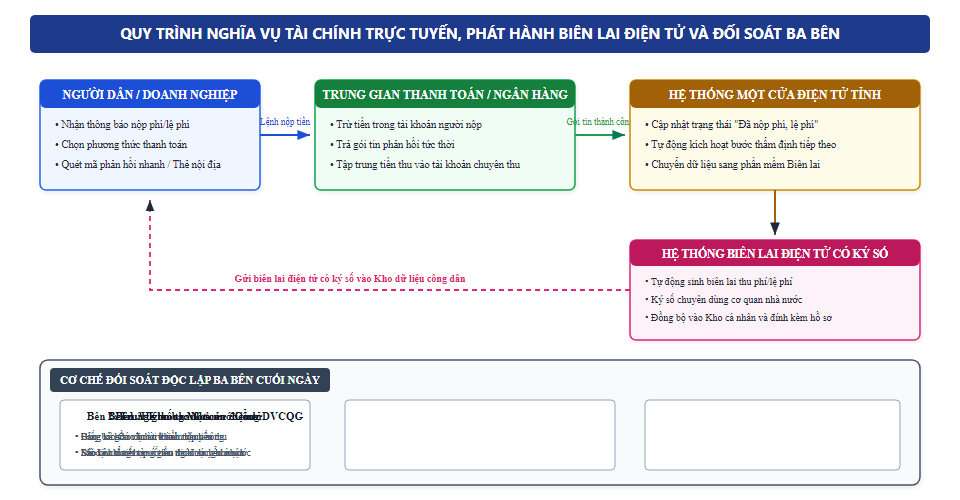 QUY TRÌNH NGHĨA VỤ TÀI CHÍNH TRỰC TUYẾN, PHÁT HÀNH BIÊN LAI ĐIỆN TỬ VÀ ĐỐI SOÁT BA BÊN
NGƯỜI DÂN / DOANH NGHIỆP
• Nhận thông báo nộp phí/lệ phí
• Chọn phương thức thanh toán
• Quét mã phản hồi nhanh / Thẻ nội địa
Lệnh nộp tiền
TRUNG GIAN THANH TOÁN / NGÂN HÀNG
• Trừ tiền trong tài khoản người nộp
• Trả gói tin phản hồi tức thời
• Tập trung tiền thu vào tài khoản chuyên thu
Gói tin thành công
HỆ THỐNG MỘT CỬA ĐIỆN TỬ TỈNH
• Cập nhật trạng thái "Đã nộp phí, lệ phí"
• Tự động kích hoạt bước thẩm định tiếp theo
• Chuyển dữ liệu sang phần mềm Biên lai
HỆ THỐNG BIÊN LAI ĐIỆN TỬ CÓ KÝ SỐ
• Tự động sinh biên lai thu phí/lệ phí
• Ký số chuyên dùng cơ quan nhà nước
• Đồng bộ vào Kho cá nhân và đính kèm hồ sơ
Gửi biên lai điện tử có ký số vào Kho dữ liệu công dân
CƠ CHẾ ĐỐI SOÁT ĐỘC LẬP BA BÊN CUỐI NGÀY